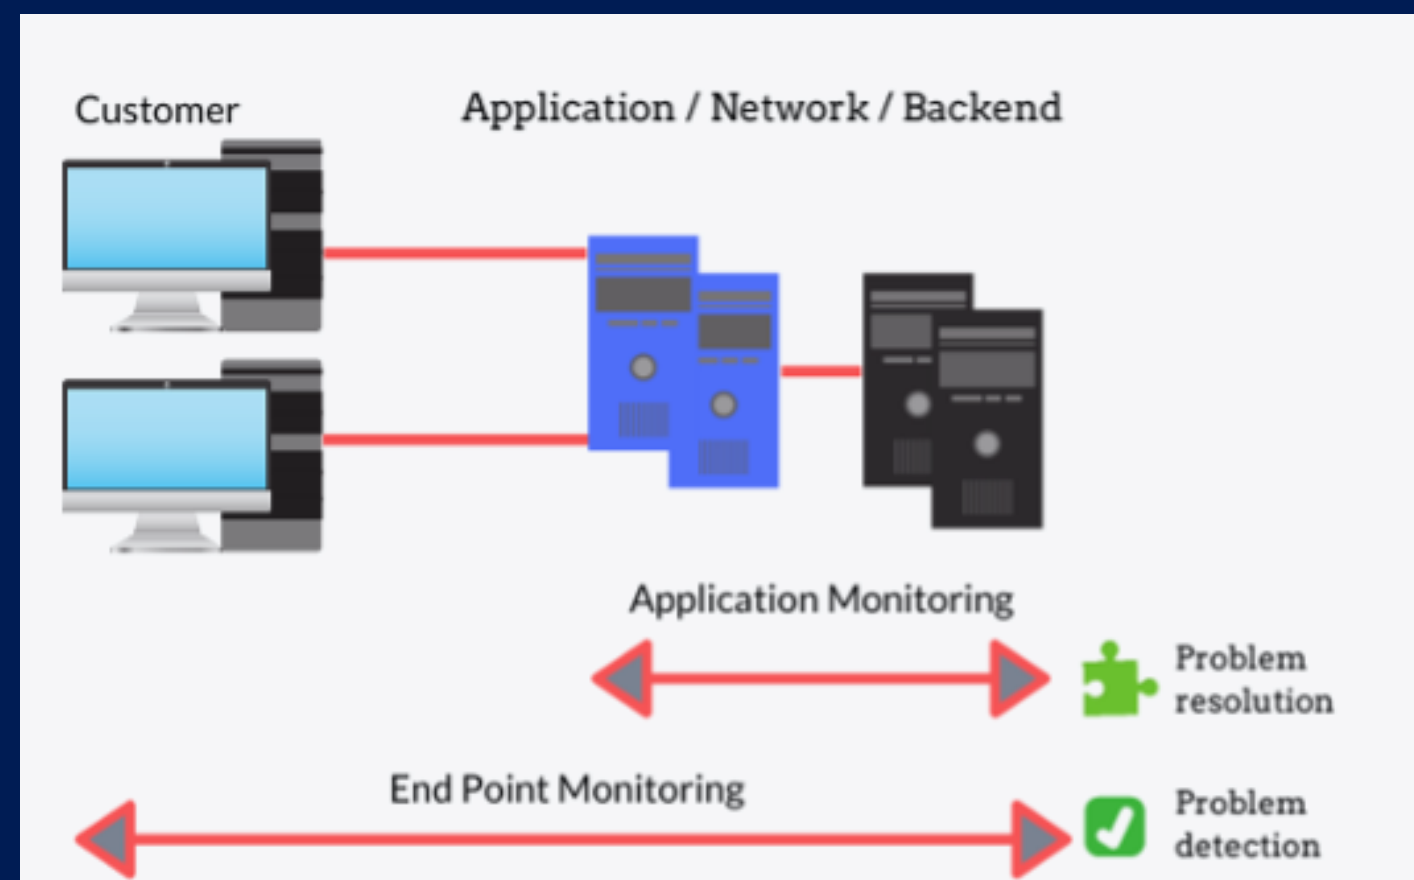 Customer
Application / Network / Backend
Application Monitoring
Problem
resolution
End Point Monitoring
Problem
detection